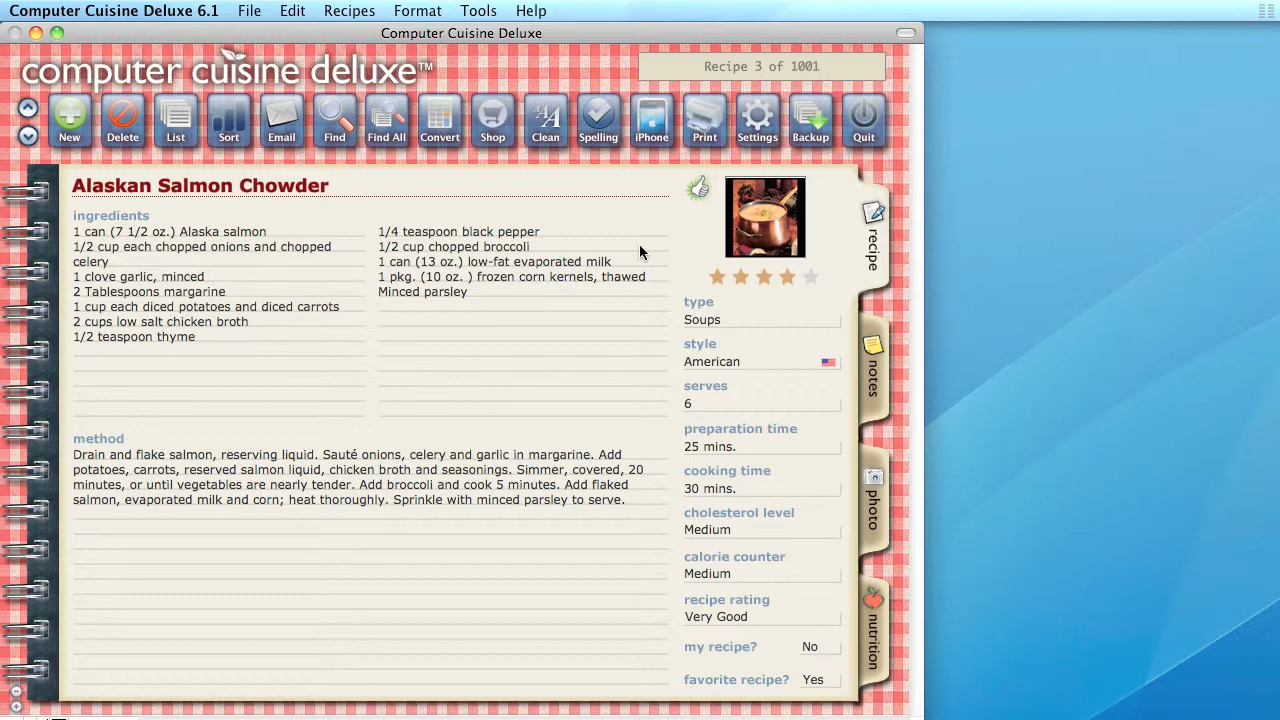 Computer Cuisine Deluxe 6.1 File Edit Recipes Format Tools Help
Computer Cuisine Deluxe
computer cuisine deluxe™
Recipe 3 of 1001
New Delete List Sort Email Find Find All Convert Shop Clean Spelling iPhone Print Settings Backup Quit
Alaskan Salmon Chowder
ingredients
1 can (7 1/2 oz.) Alaska salmon
1/2 cup each chopped onions and chopped
celery
1 clove garlic, minced
2 Tablespoons margarine
1 cup each diced potatoes and diced carrots
2 cups low salt chicken broth
1/2 teaspoon thyme
1/4 teaspoon black pepper
1/2 cup chopped broccoli
1 can (13 oz.) low-fat evaporated milk
1 pkg. (10 oz. ) frozen corn kernels, thawed
Minced parsley
method
Drain and flake salmon, reserving liquid. Sauté onions, celery and garlic in margarine. Add
potatoes, carrots, reserved salmon liquid, chicken broth and seasonings. Simmer, covered, 20
minutes, or until vegetables are nearly tender. Add broccoli and cook 5 minutes. Add flaked
salmon, evaporated milk and corn; heat thoroughly. Sprinkle with minced parsley to serve.
type
Soups
style
American
serves
6
preparation time
25 mins.
cooking time
30 mins.
cholesterol level
Medium
calorie counter
Medium
recipe rating
Very Good
my recipe? No
favorite recipe? Yes
recipe
notes
photo
nutrition